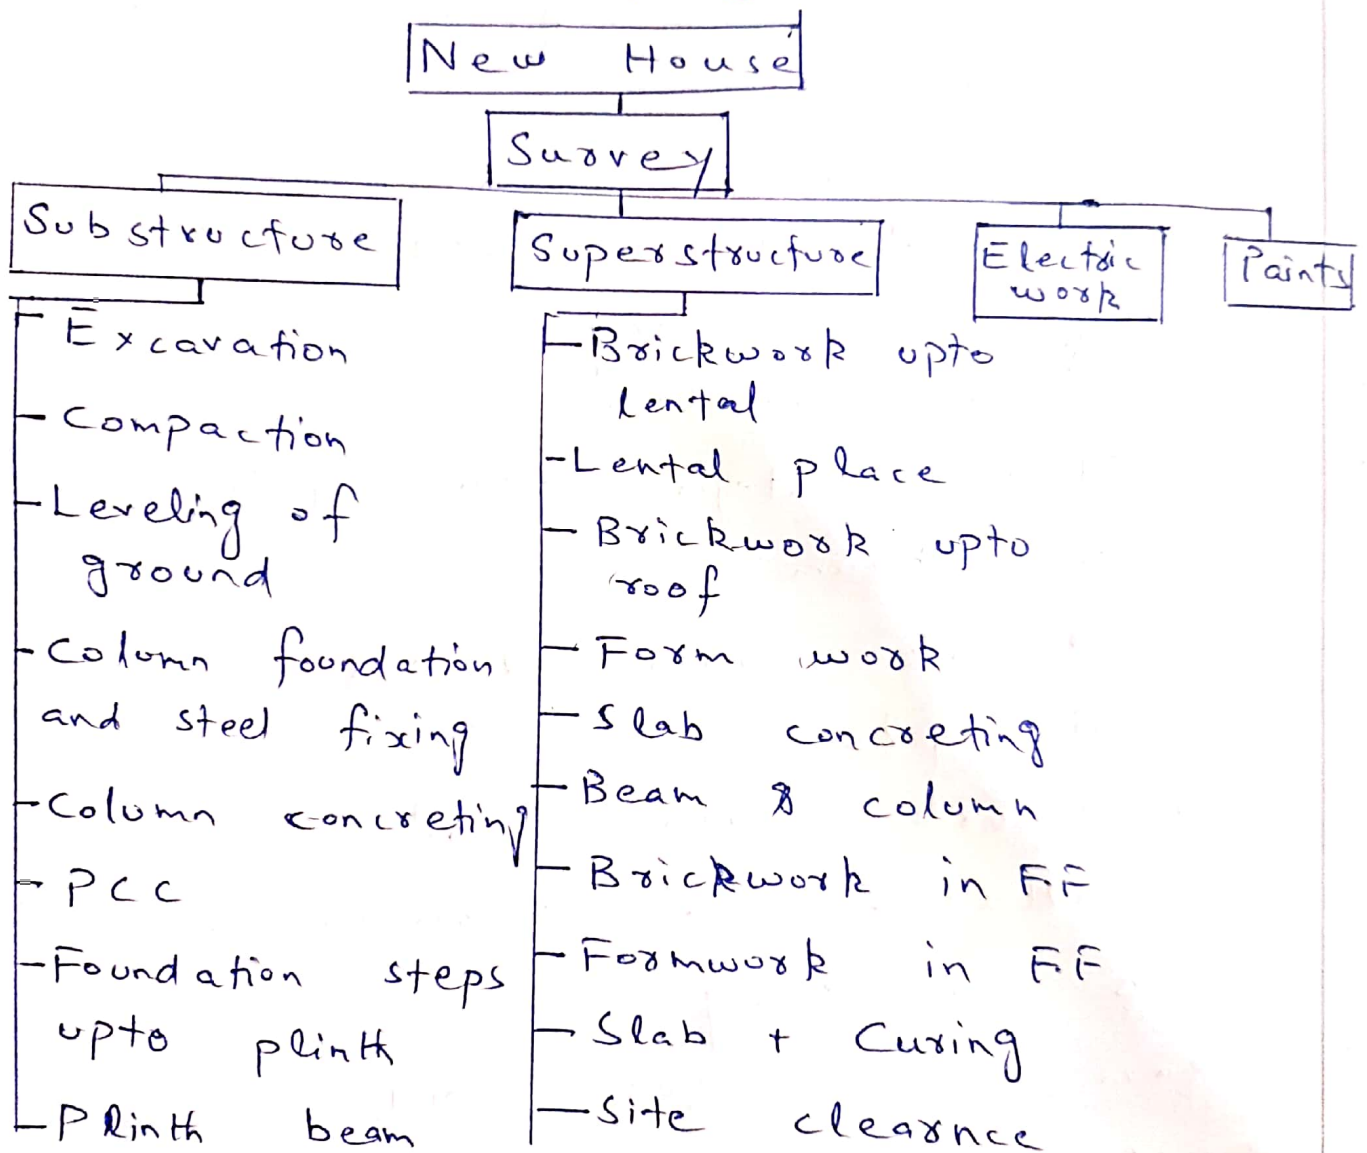 New House
Survey
Substructure
Excavation
Compaction
Leveling of
ground
Column foundation
and steel fixing
Column concreting
PCC
Foundation steps
upto plinth
Plinth beam
Superstructure
Brickwork upto
lental
Lental place
Brickwork upto
roof
Form work
Slab concreting
Beam & column
Brickwork in FF
Formwork in FF
Slab + Curing
Site clearnce
Electric
work
Paints